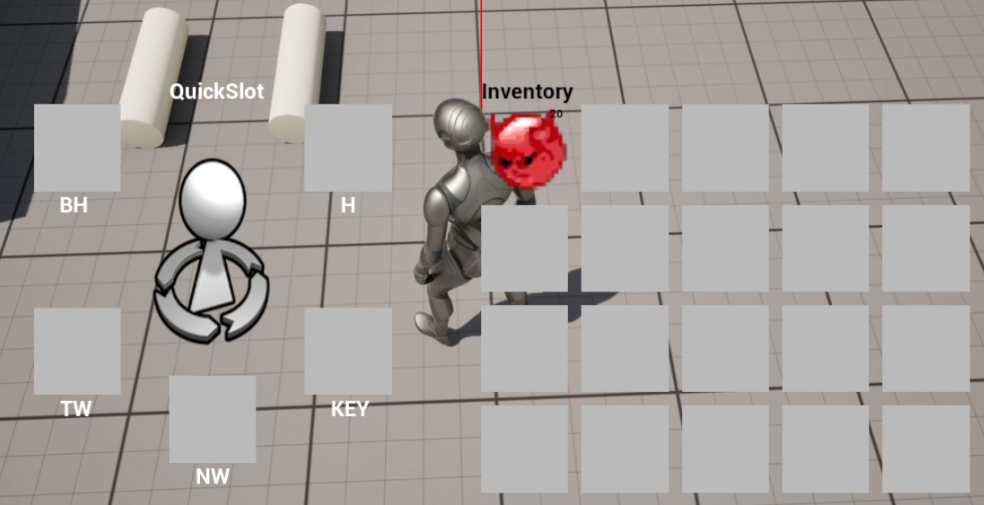 QuickSlot
Inventory
20
BH
H
TW
KEY
NW